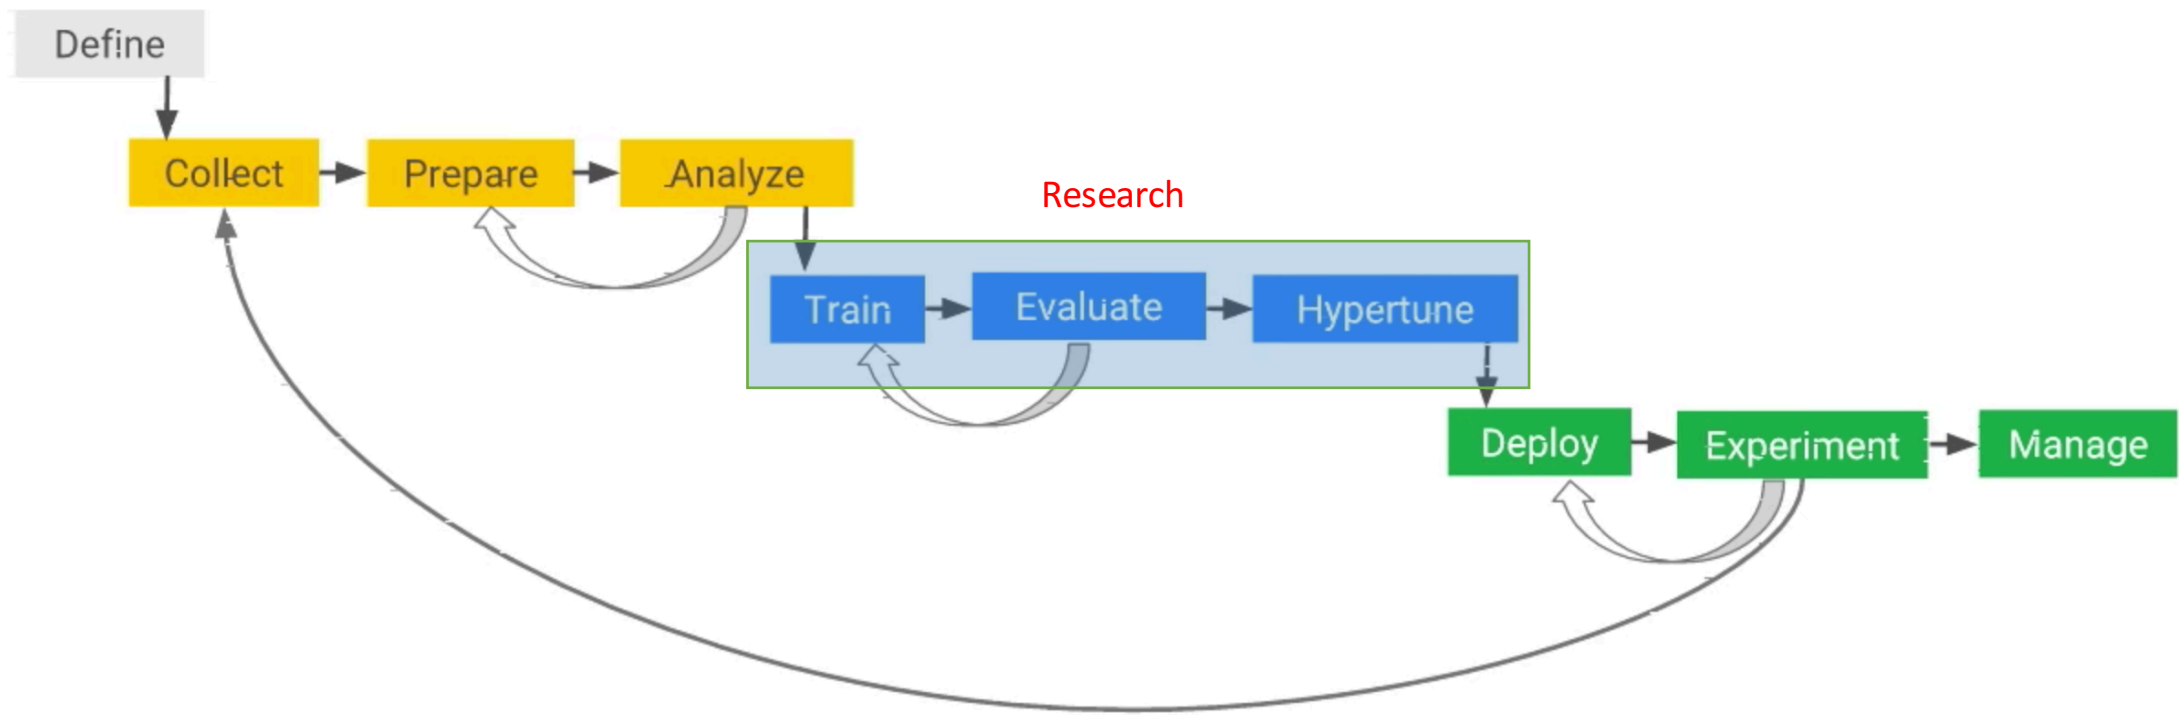 Define
Collect
Prepare
Analyze
Research
Train
Evaluate
Hypertune
Deploy
Experiment
Manage